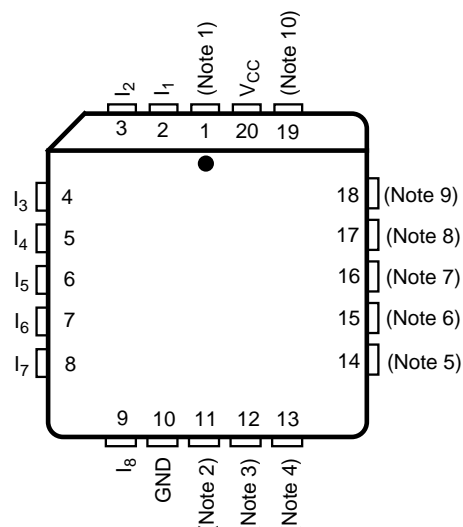 I2
I1
(Note 1)
VCC
(Note 10)
3
2
1
20
19
I3
4
18
(Note 9)
I4
5
17
(Note 8)
I5
6
16
(Note 7)
I6
7
15
(Note 6)
I7
8
14
(Note 5)
9
10
11
12
13
I8
GND
(Note 2)
(Note 3)
(Note 4)